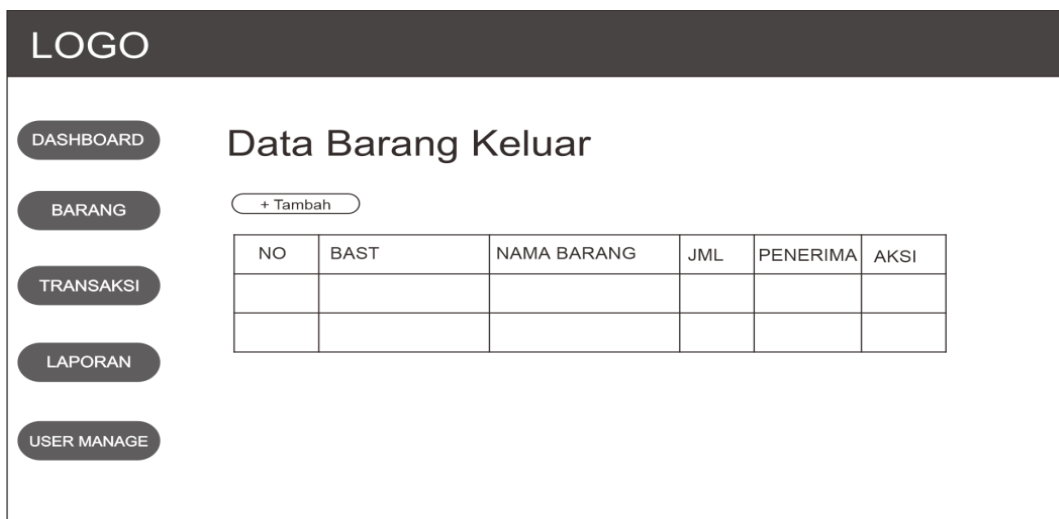 LOGO
DASHBOARD
BARANG
TRANSAKSI
LAPORAN
USER MANAGE
Data Barang Keluar
+ Tambah
NO BAST NAMA BARANG JML PENERIMA AKSI